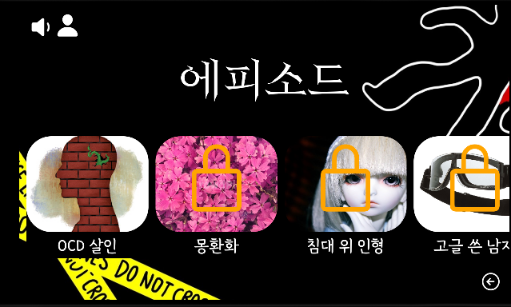 에피소드
OCD 살인
몽환화
침대 위 인형
고글 쓴 남자
DO NOT CRO